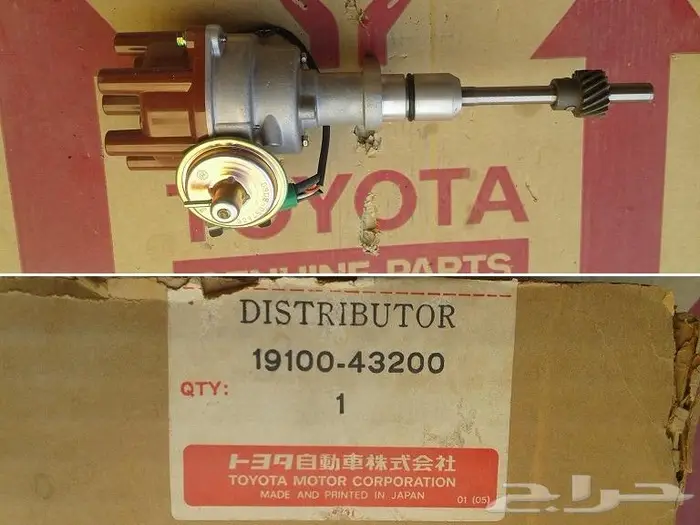 TOYOTA
GENUINE PARTS
DISTRIBUTOR
19100-43200
QTY:
1
トヨタ自動車株式会社
TOYOTA MOTOR CORPORATION
MADE AND PRINTED IN JAPAN
01 (05)
حراج